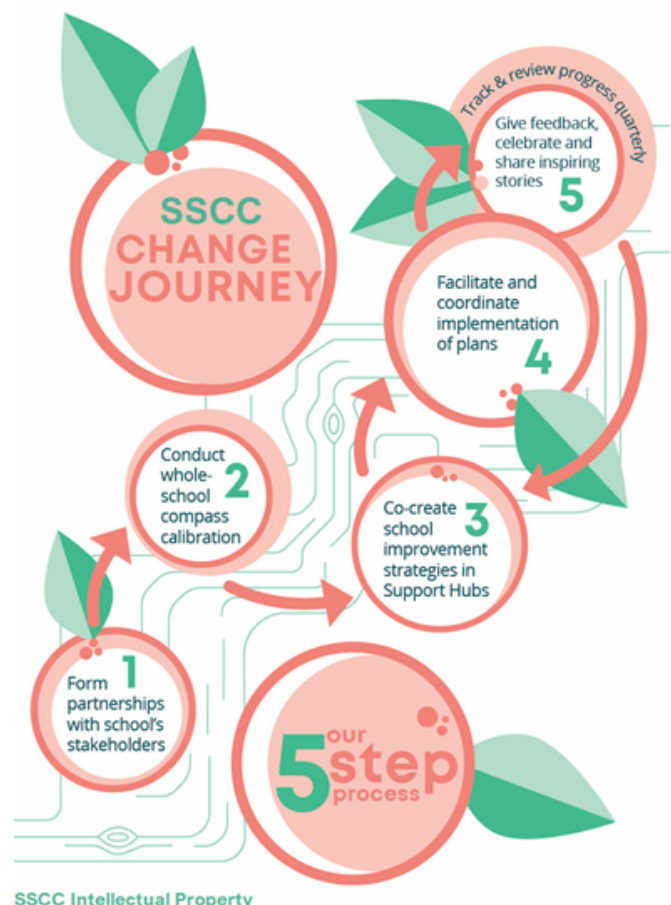 SSCC
CHANGE
JOURNEY
Form
partnerships
with school's
stakeholders
1
Conduct
whole-
school
compass
calibration
2
Co-create
school
improvement
strategies in
Support Hubs
3
Facilitate and
coordinate
implementation
of plans
4
Track & review progress quarterly
Give feedback,
celebrate and
share inspiring
stories
5
our
5 step
process
SSCC Intellectual Property